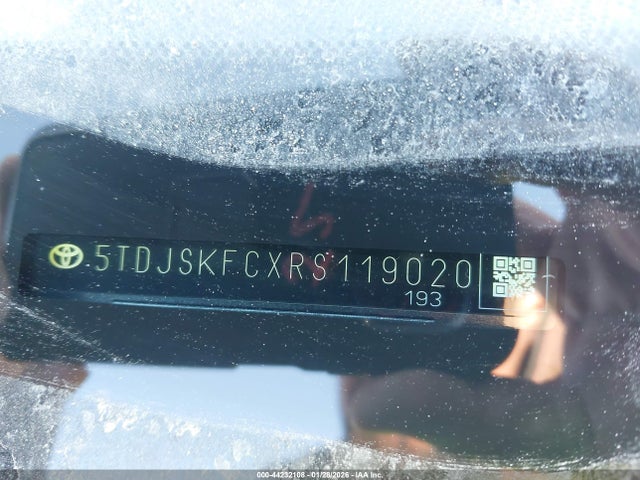 5TDJSKFCXRS119020
193
000-44232108 - 01/28/2026 - IAA Inc.